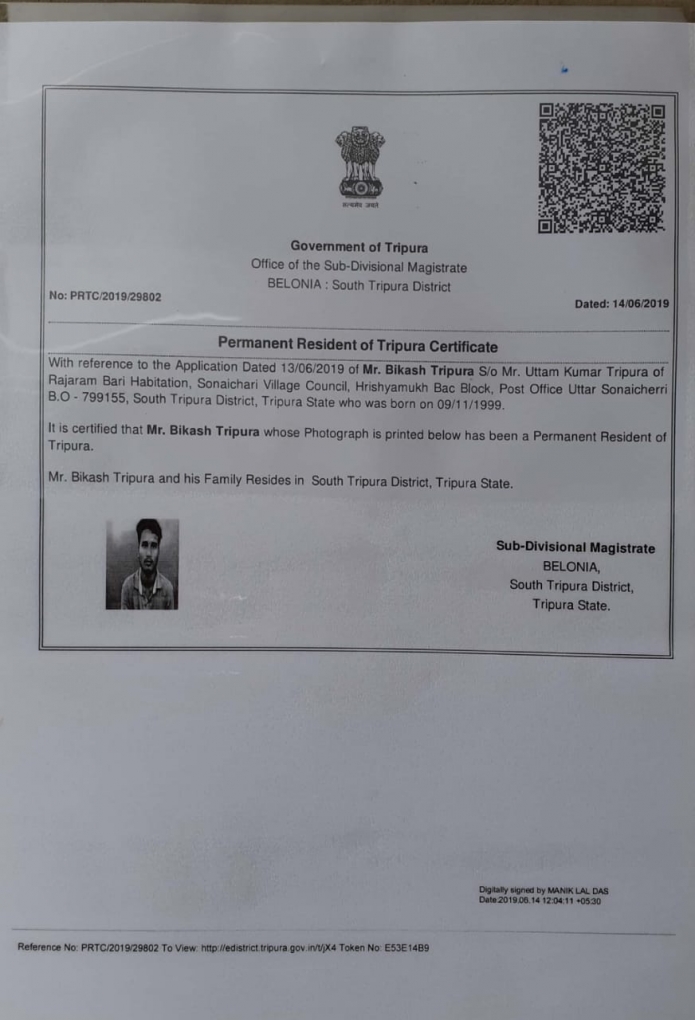 सत्यमेव जयते
Government of Tripura
Office of the Sub-Divisional Magistrate
BELONIA : South Tripura District
No: PRTC/2019/29802
Dated: 14/06/2019
Permanent Resident of Tripura Certificate
With reference to the Application Dated 13/06/2019 of Mr. Bikash Tripura S/o Mr. Uttam Kumar Tripura of
Rajaram Bari Habitation, Sonaichari Village Council, Hrishyamukh Bac Block, Post Office Uttar Sonaicherri
B.O - 799155, South Tripura District, Tripura State who was born on 09/11/1999.
It is certified that Mr. Bikash Tripura whose Photograph is printed below has been a Permanent Resident of
Tripura.
Mr. Bikash Tripura and his Family Resides in South Tripura District, Tripura State.
Sub-Divisional Magistrate
BELONIA,
South Tripura District,
Tripura State.
Digitally signed by MANIK LAL DAS
Date:2019.06.14 12:04:11 +05:30
Reference No: PRTC/2019/29802 To View: http://edistrict.tripura.gov.in/t/jX4 Token No: E53E14B9